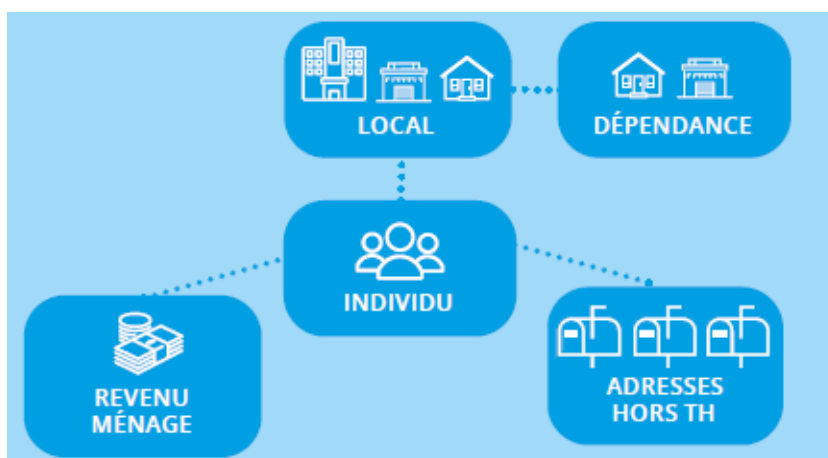 LOCAL
DÉPENDANCE
INDIVIDU
REVENU
MÉNAGE
ADRESSES
HORS TH